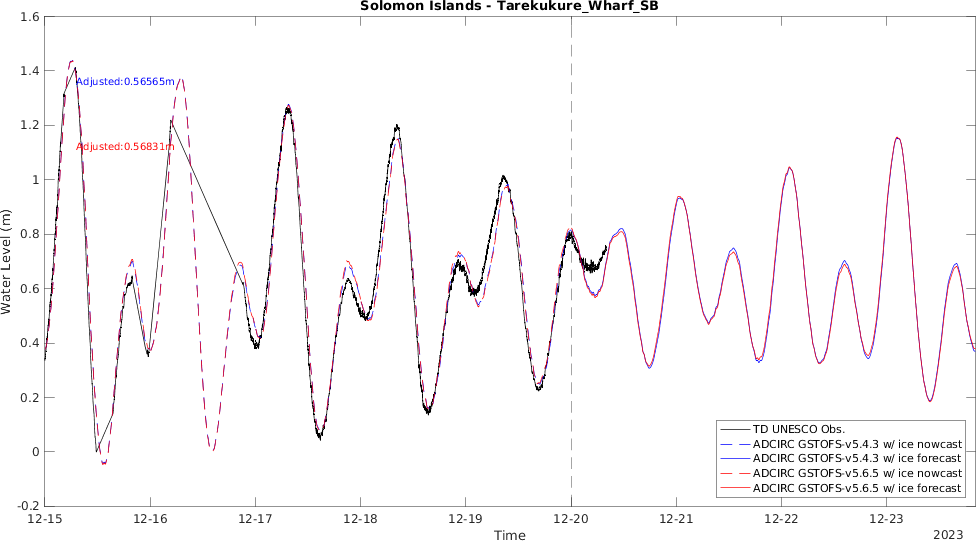 Solomon Islands - Tarekukure_Wharf_SB
1.6
1.4
1.2
1
0.8
0.6
0.4
0.2
0
-0.2
Water Level (m)
Adjusted:0.56565m
Adjusted:0.56831m
TD UNESCO Obs.
ADCIRC GSTOFS-v5.4.3 w/ ice nowcast
ADCIRC GSTOFS-v5.4.3 w/ ice forecast
ADCIRC GSTOFS-v5.6.5 w/ ice nowcast
ADCIRC GSTOFS-v5.6.5 w/ ice forecast
12-15 12-16 12-17 12-18 12-19 12-20 12-21 12-22 12-23
Time
2023